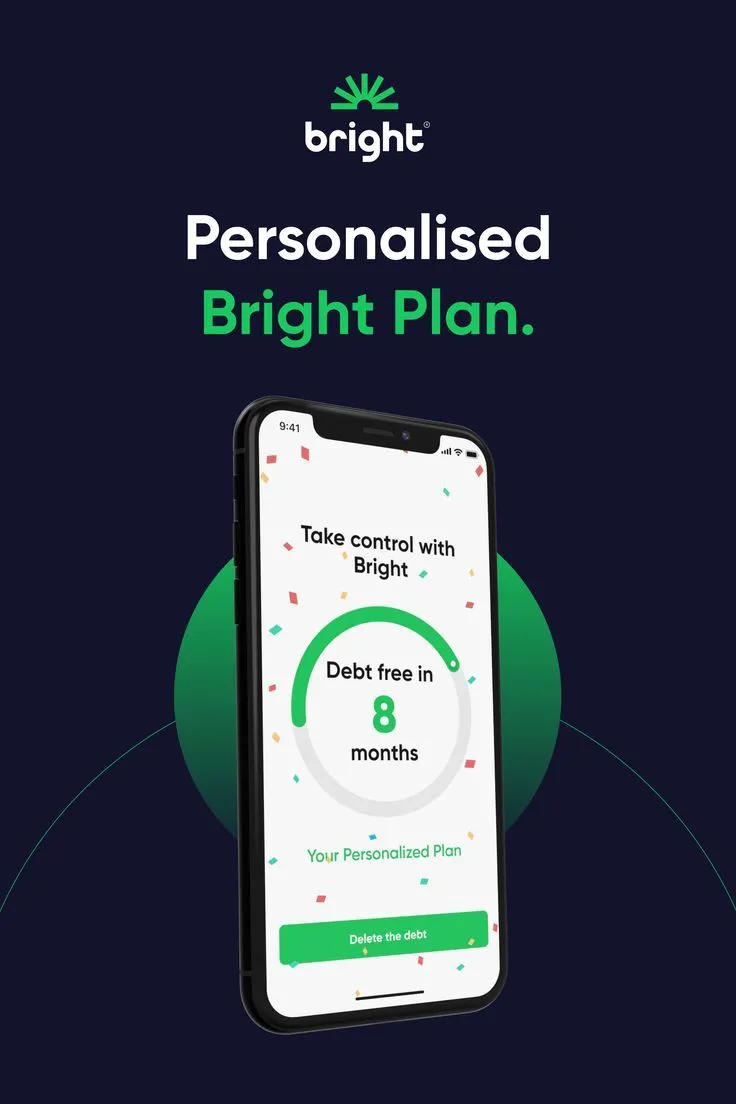 bright®
Personalised
Bright Plan.
9:41
Take control with
Bright
Debt free in
8
months
Your Personalized Plan
Delete the debt